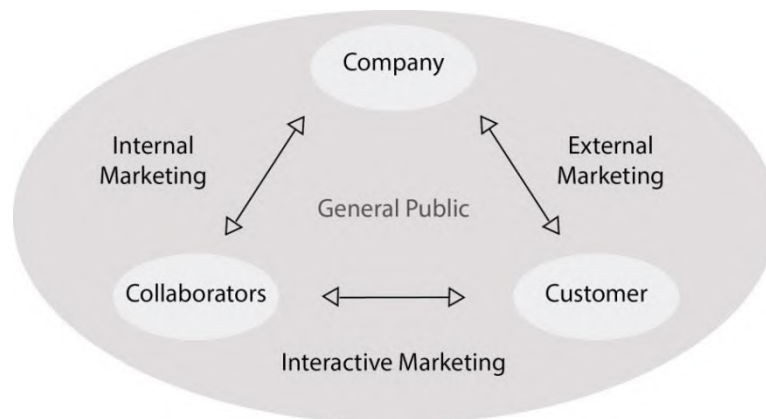 Company
Internal
Marketing
External
Marketing
General Public
Collaborators
Customer
Interactive Marketing